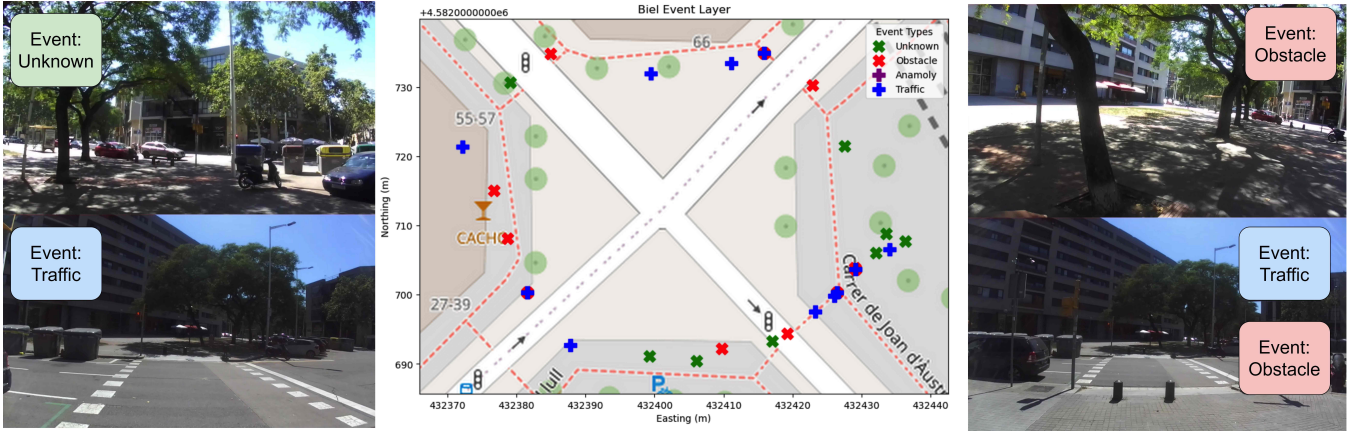 Event:
Unknown
Event:
Traffic
+4.5820000000e6
Biel Event Layer
Event Types
Unknown
Obstacle
Anamoly
Traffic
66
55-57
CACHO
27-39
llull
P
Carrer de Joan d'Àust
730
720
710
700
690
Northing (m)
432370
432380
432390
432400
432410
432420
432430
432440
Easting (m)
Event:
Obstacle
Event:
Traffic
Event:
Obstacle